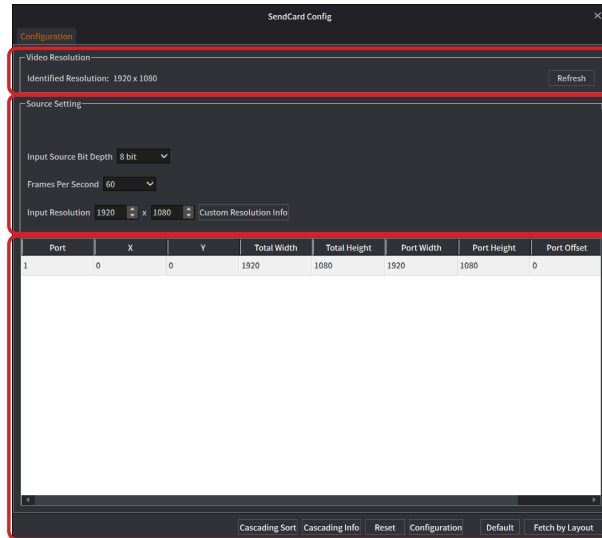 SendCard Config
Configuration
Video Resolution
Identified Resolution: 1920 x 1080
Refresh
Source Setting
Input Source Bit Depth 8 bit
Frames Per Second 60
Input Resolution 1920 x 1080 Custom Resolution Info
Port X Y Total Width Total Height Port Width Port Height Port Offset
1 0 0 1920 1080 1920 1080 0
Cascading Sort Cascading Info Reset Configuration Default Fetch by Layout